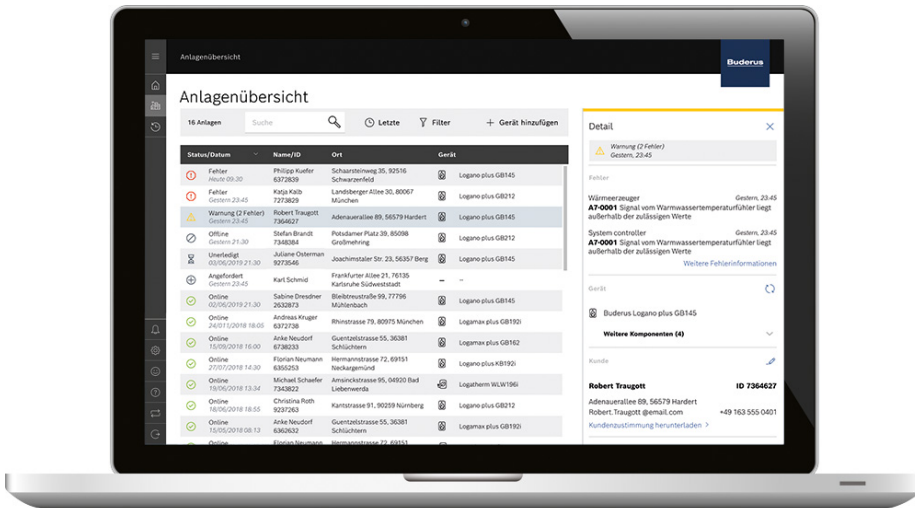 Anlagenübersicht
Buderus
Anlagenübersicht
16 Anlagen
Suche
Letzte
Filter
+ Gerät hinzufügen
Status/Datum Name/ID Ort Gerät
Fehler Philipp Kuefer Schaarsteinweg 35, 92516
Heute 09:30 6372839 Schwarzenfeld Logano plus GB145
Fehler Katja Kalb Landsberger Allee 30, 80067
Gestern 23:45 7273829 München Logano plus GB212
Warnung (2 Fehler) Robert Traugott
Gestern 23:45 7364627 Adenauerallee 89, 56579 Hardert Logano plus GB145
Offline Stefan Brandt Potsdamer Platz 39, 85098
Gestern 21:30 7348384 Großmehring Logano plus GB212
Unerledigt Juliane Osterman
03/06/2019 21:30 9273546 Joachimstaler Str. 23, 56357 Berg Logano plus GB145
Angefordert Karl Schmid Frankfurter Allee 21, 76135
Gestern 23:45 Karlsruhe Südweststadt – –
Online Sabine Dresdner Bleibtreustraße 99, 77796
02/06/2019 21:30 2632873 Mühlenbach Logano plus GB145
Online Andreas Kruger
24/011/2018 18:05 6372738 Rhinstrasse 79, 80975 München Logamax plus GB192i
Online Anke Neudorf Guentzelstrasse 55, 36381
15/09/2018 16:00 6738233 Schlüchtern Logamax plus GB162
Online Florian Neumann Hermannstrasse 72, 69151
27/07/2018 14:30 6355253 Neckargemünd Logano plus KB192i
Online Michael Schaefer Amsinckstrasse 95, 04920 Bad
19/06/2018 13:34 7343822 Liebenwerda Logatherm WLW196i
Online Christina Roth
18/06/2018 18:55 9237263 Kantstrasse 91, 90259 Nürnberg Logano plus GB212
Online Anke Neudorf Guentzelstrasse 55, 36381
15/05/2018 08:13 6362632 Schlüchtern Logamax plus GB192i
Online Florian Neumann Hermannstrasse 72, 69151
Detail
Warnung (2 Fehler)
Gestern, 23:45
Fehler
Wärmeerzeuger Gestern, 23:45
A7-0001 Signal vom Warmwassertemperaturfühler liegt
außerhalb der zulässigen Werte
System controller Gestern, 23:45
A7-0001 Signal vom Warmwassertemperaturfühler liegt
außerhalb der zulässigen Werte
Weitere Fehlerinformationen
Gerät
Buderus Logano plus GB145
Weitere Komponenten (4)
Kunde
Robert Traugott ID 7364627
Adenauerallee 89, 56579 Hardert
Robert.Traugott @email.com +49 163 555 0401
Kundenzustimmung herunterladen >